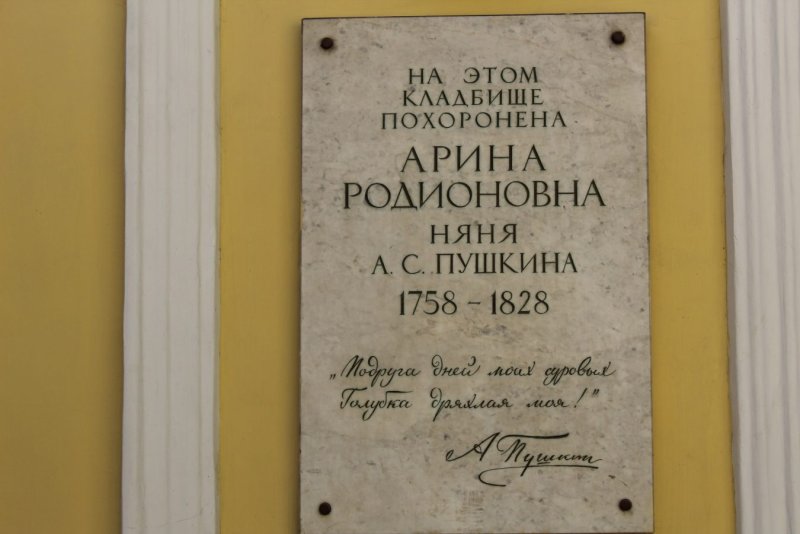 НА ЭТОМ
КЛАДБИЩЕ
ПОХОРОНЕНА
АРИНА
РОДИОНОВНА
НЯНЯ
А. С. ПУШКИНА
1758 – 1828
„Подруга дней моих суровых
Голубка дряхлая моя!"
А Пушкин